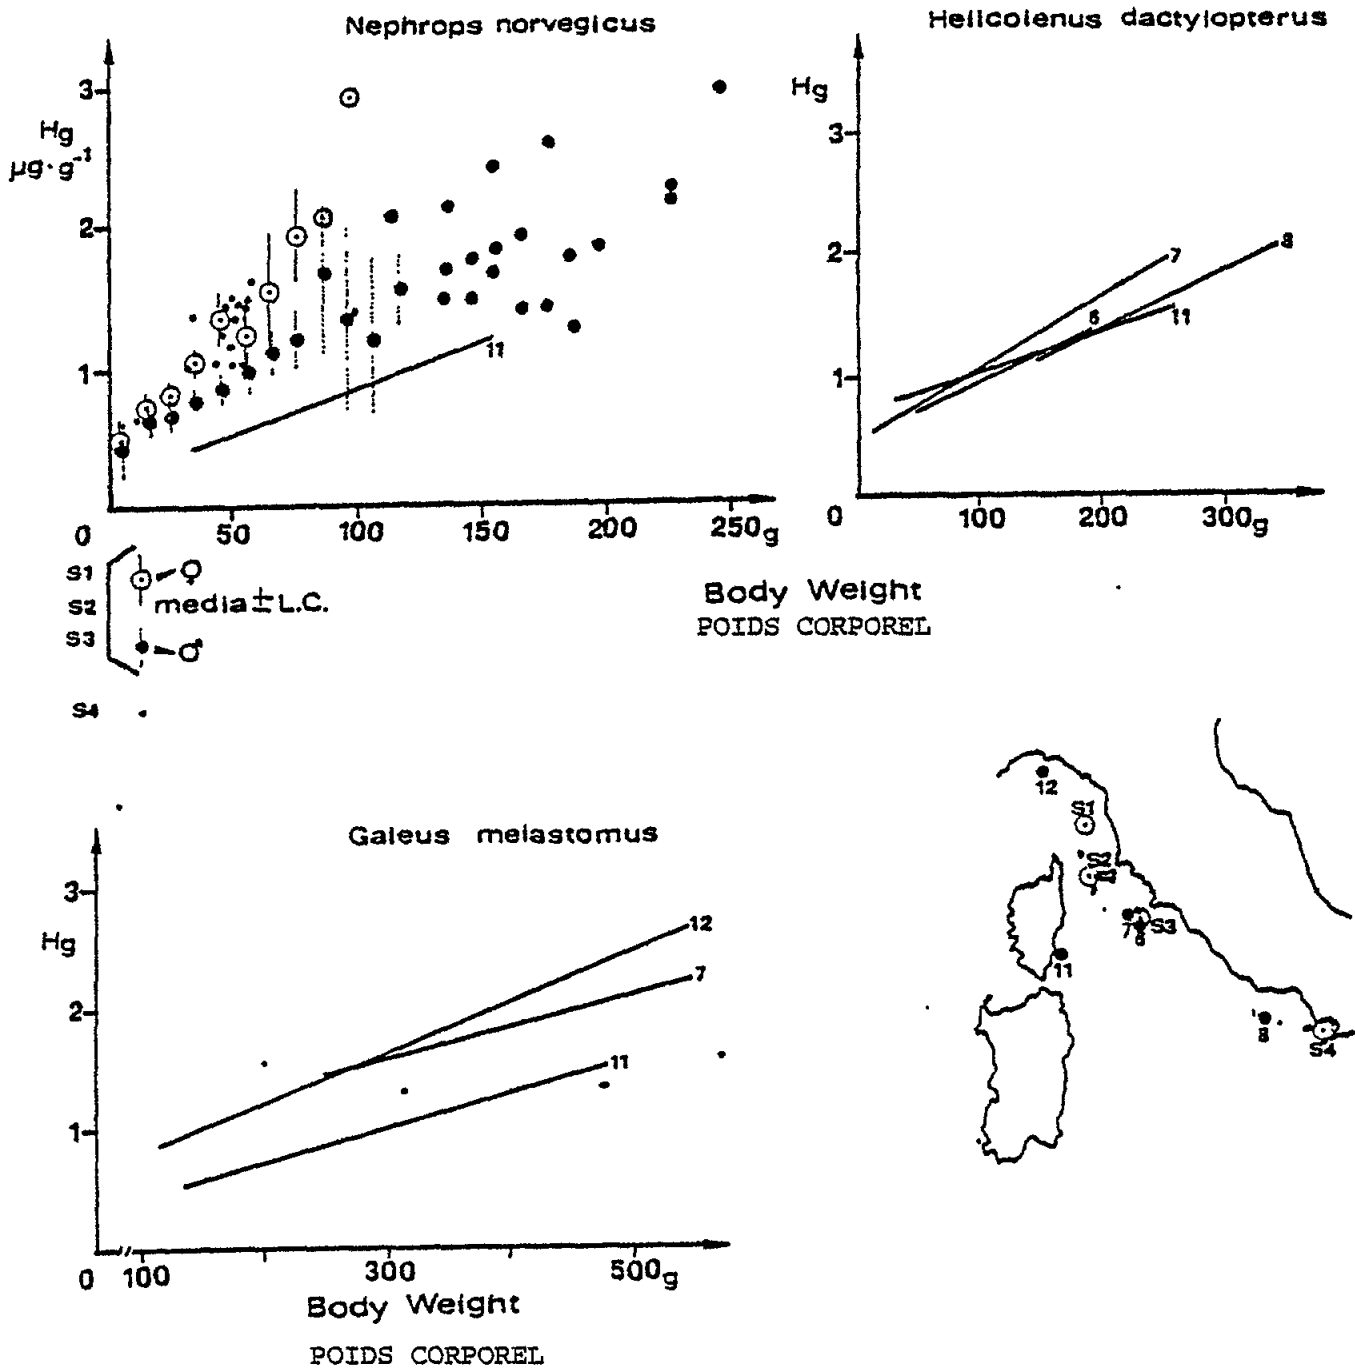 Nephrops norvegicus
Helicolenus dactylopterus
3
Hg
µg·g⁻¹
2
1
11
0 50 100 150 200 250g
Hg
3
2
1
7
8
6
11
0 100 200 300g
S1 ♀
S2 media ± L.C.
S3 ♂
S4
Body Weight
POIDS CORPOREL
Galeus melastomus
3
Hg
2
1
12
7
11
0 100 300 500g
Body Weight
POIDS CORPOREL
12
S1
7 S3
6
11
8 S4